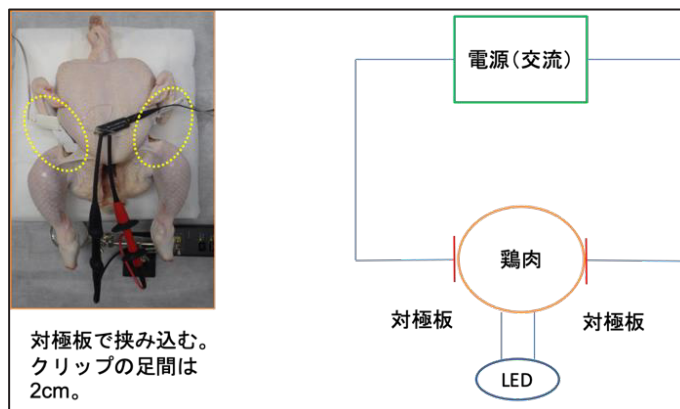 電源（交流）
鶏肉
対極板
対極板
LED
対極板で挟み込む。
クリップの足間は
2cm。